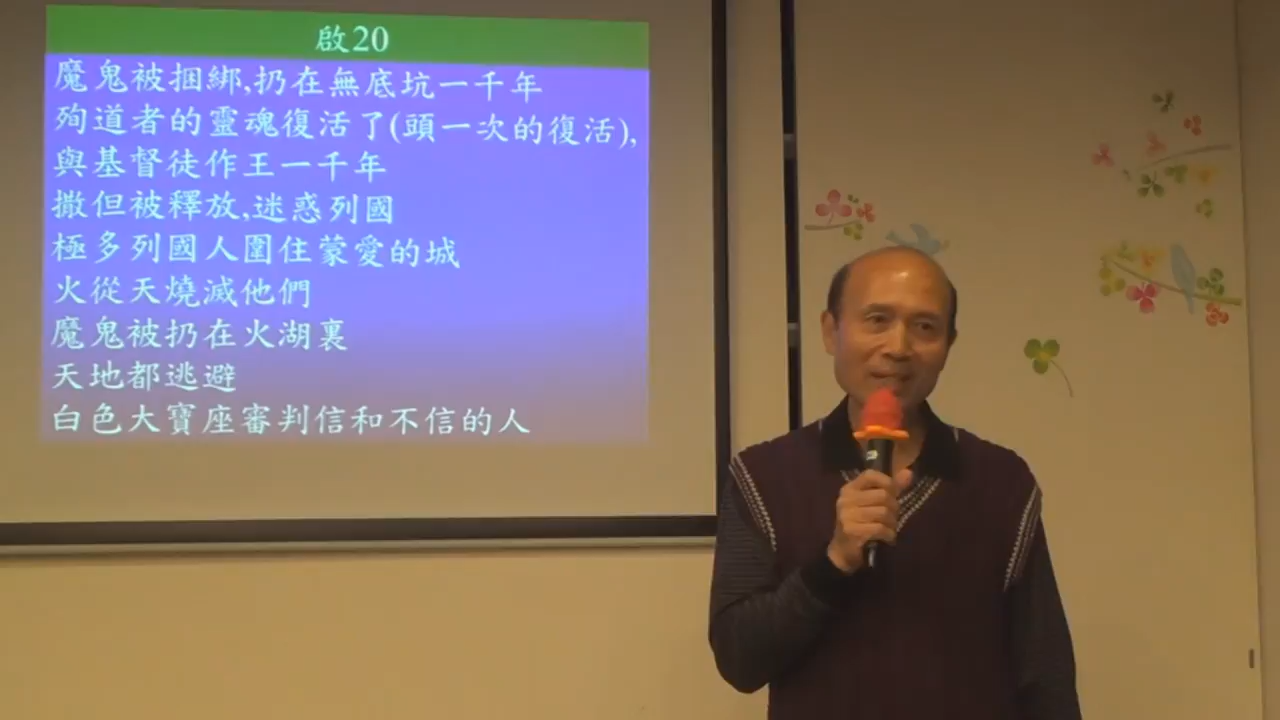 啟20
魔鬼被捆綁,扔在無底坑一千年
殉道者的靈魂復活了(頭一次的復活),
與基督徒作王一千年
撒但被釋放,迷惑列國
極多列國人圍住蒙愛的城
火從天燒滅他們
魔鬼被扔在火湖裏
天地都逃避
白色大寶座審判信和不信的人